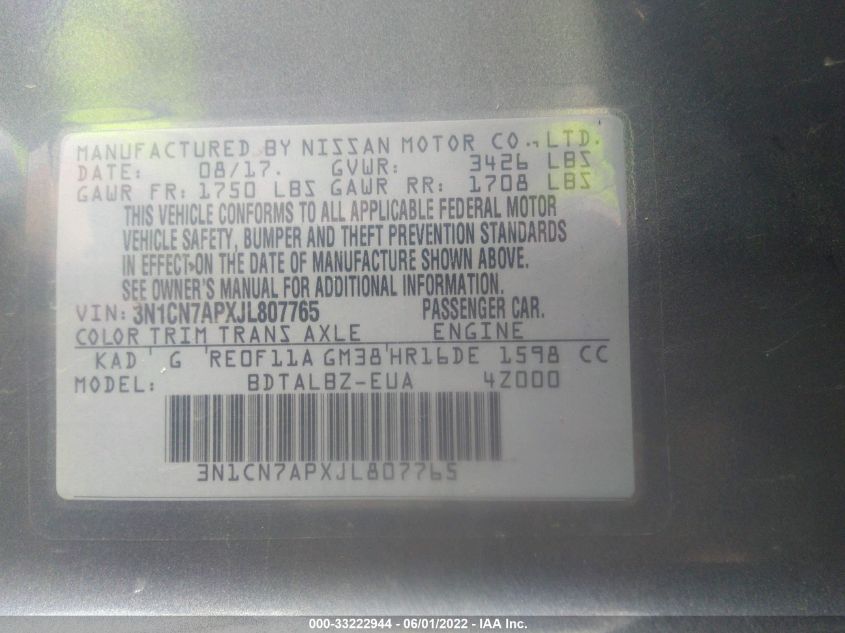 MANUFACTURED BY NISSAN MOTOR CO., LTD.
DATE: 08/17. GVWR: 3426 LBS
GAWR FR: 1750 LBS GAWR RR: 1708 LBS
THIS VEHICLE CONFORMS TO ALL APPLICABLE FEDERAL MOTOR
VEHICLE SAFETY, BUMPER AND THEFT PREVENTION STANDARDS
IN EFFECT ON THE DATE OF MANUFACTURE SHOWN ABOVE.
SEE OWNER'S MANUAL FOR ADDITIONAL INFORMATION.
VIN: 3N1CN7APXJL807765 PASSENGER CAR.
COLOR TRIM TRANS AXLE ENGINE
KAD G RE0F11A GM38 HR16DE 1598 CC
MODEL: BDTALBZ-EUA 4Z000
3N1CN7APXJL807765
000-33222944 - 06/01/2022 - IAA Inc.